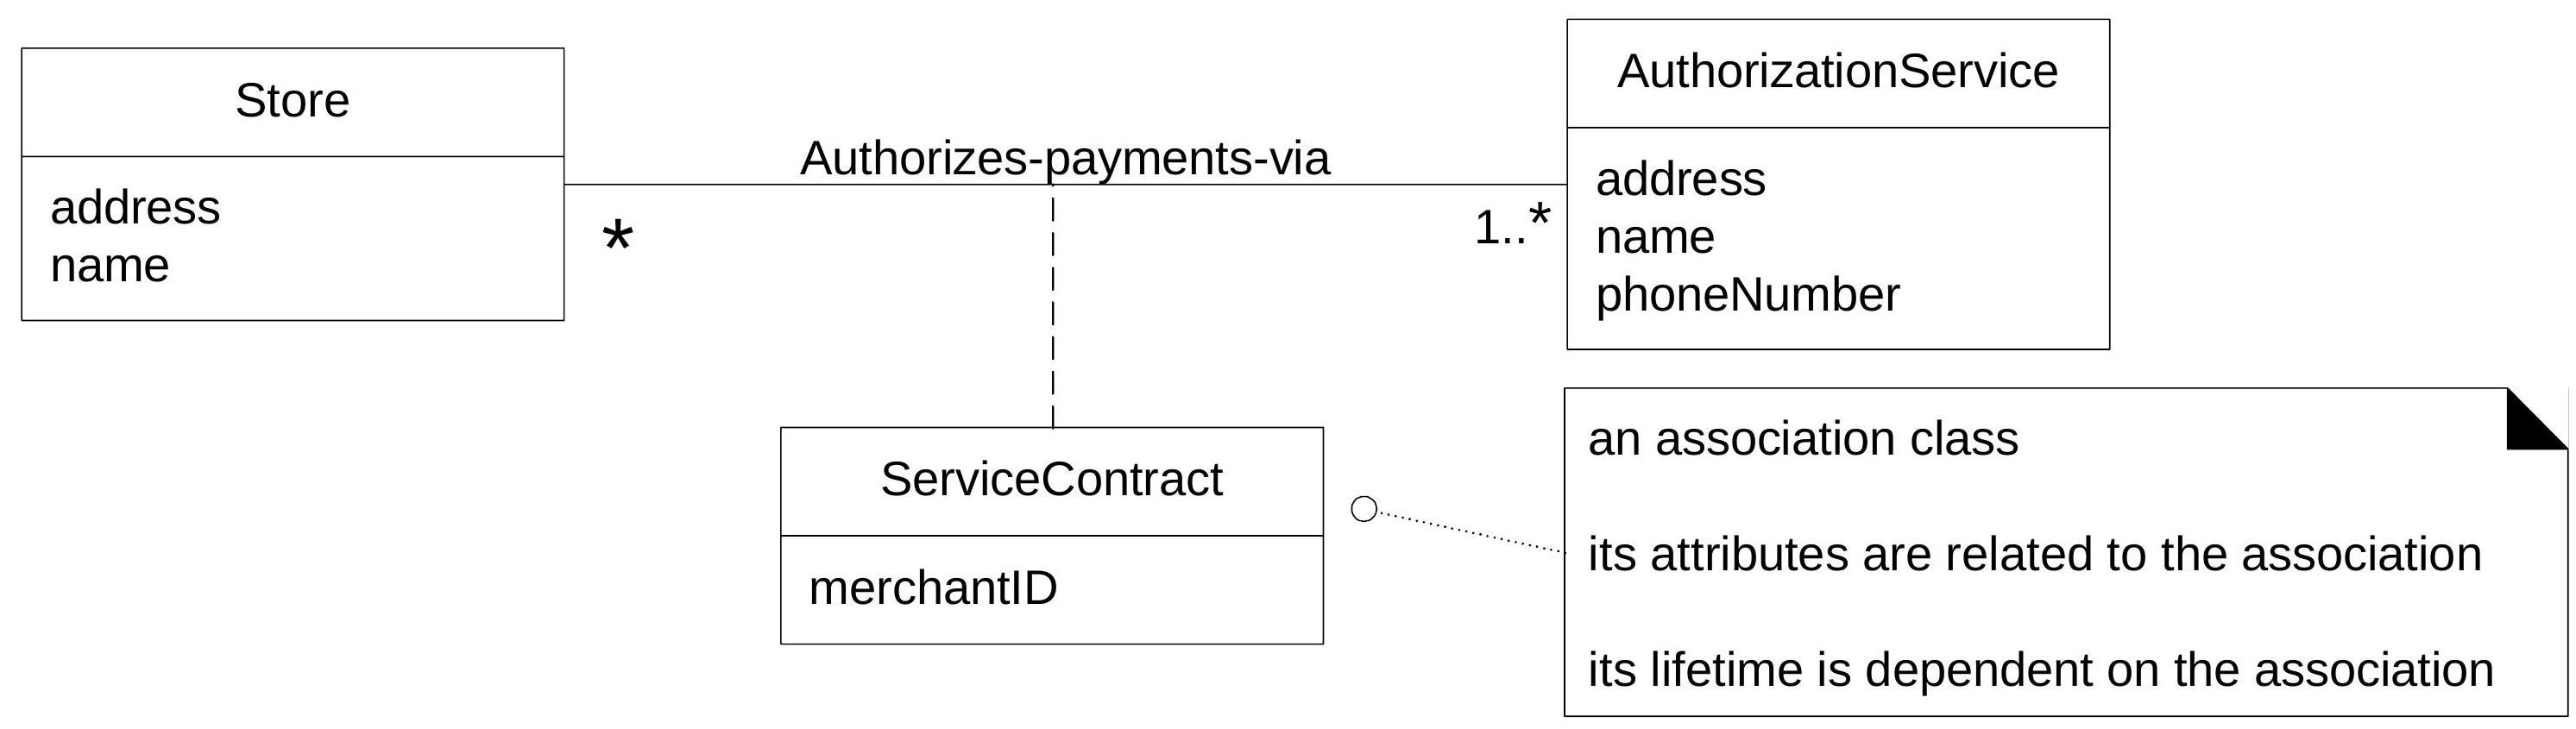 Store
address
name
Authorizes-payments-via
*
1..*
AuthorizationService
address
name
phoneNumber
ServiceContract
merchantID
an association class
its attributes are related to the association
its lifetime is dependent on the association